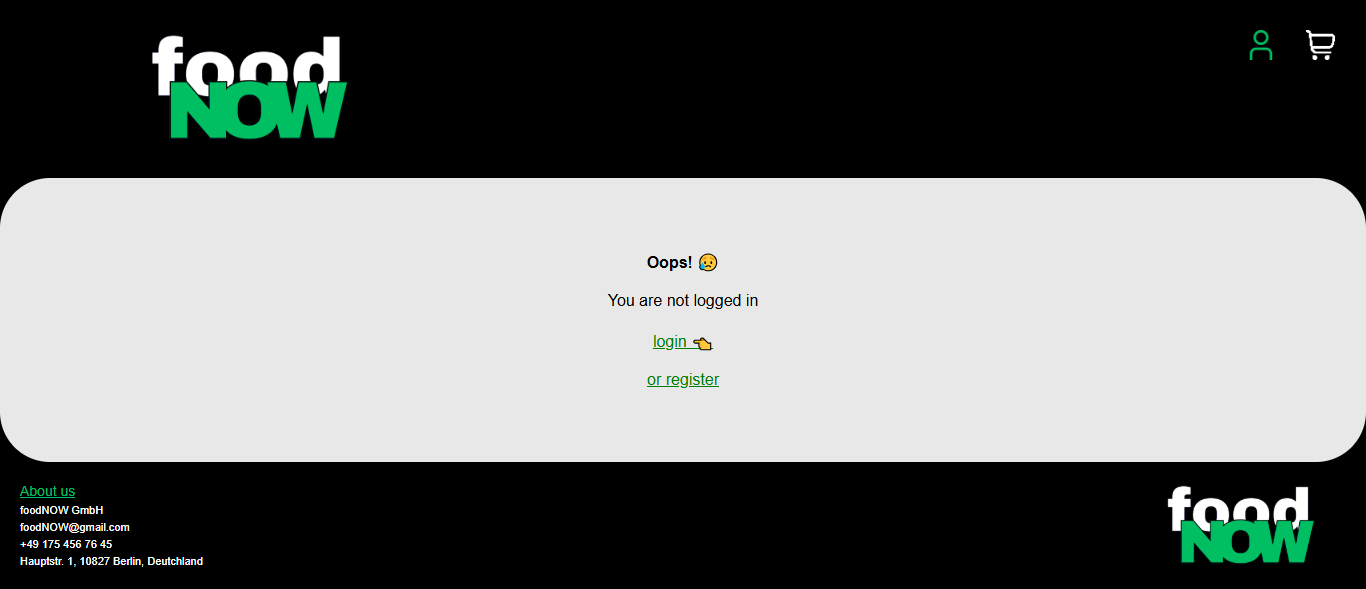 food
NOW
Oops! 😥
You are not logged in
login 👈
or register
About us
foodNOW GmbH
foodNOW@gmail.com
+49 175 456 76 45
Hauptstr. 1, 10827 Berlin, Deutchland
food
NOW